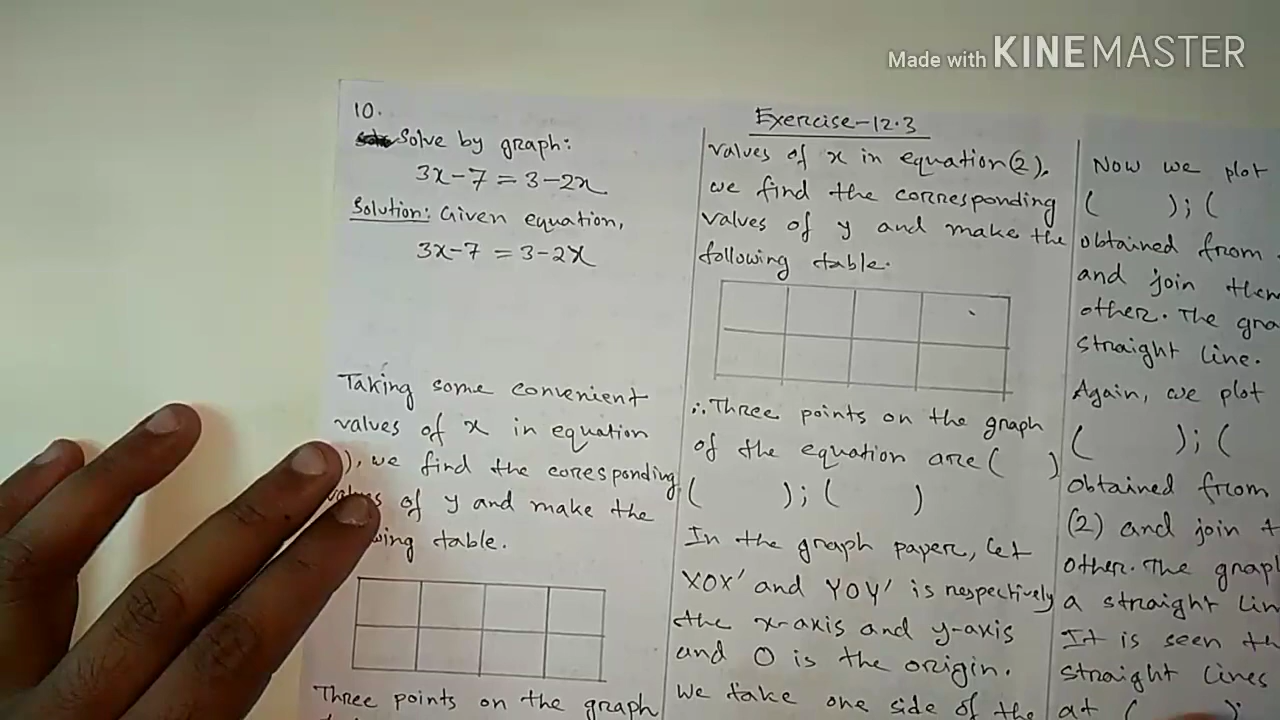 Made with KINEMASTER
10.
Exercise-12.3
Solve by graph:
3x-7=3-2x
Solution: Given equation,
3x-7=3-2x
Taking some convenient
values of x in equation
), we find the corresponding
values of y and make the
wing table.
Three points on the graph
values of x in equation(2),
we find the corresponding
values of y and make the
following table.
∴ Three points on the graph
of the equation are ( )
( ); ( )
In the graph paper, let
XOX' and YOY' is respectively
the x-axis and y-axis
and O is the origin.
We take one side of the
Now we plot
( ); (
obtained from
and join them
other. The gra
straight line.
Again, we plot
( ); (
obtained from
(2) and join t
other. The graph
a straight lin
It is seen th
straight lines
at ( )